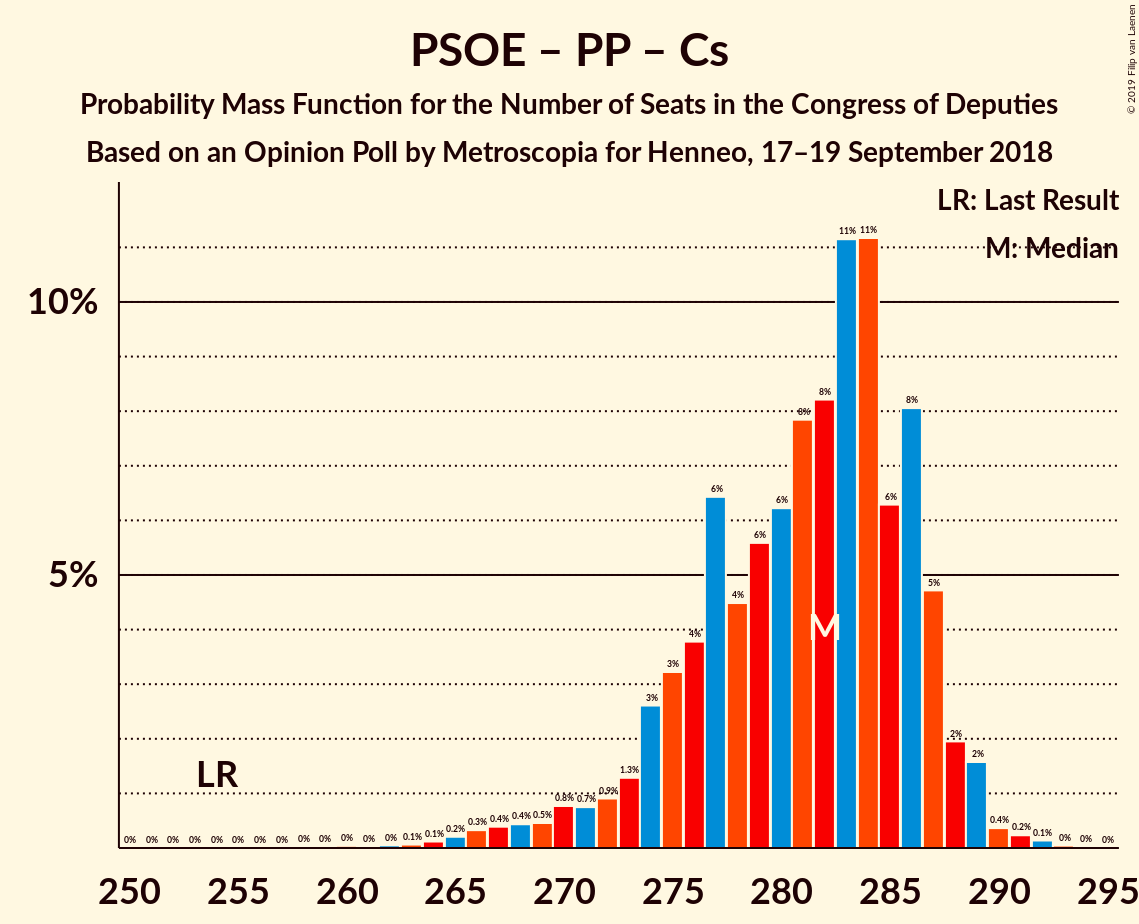 PSOE – PP – Cs
Probability Mass Function for the Number of Seats in the Congress of Deputies
Based on an Opinion Poll by Metroscopia for Henneo, 17–19 September 2018
© 2019 Filip van Laenen
LR: Last Result
M: Median
10%
5%
0% 0% 0% 0% 0% 0% 0% 0% 0% 0% 0% 0% 0% 0.1% 0.1% 0.2% 0.3% 0.4% 0.4% 0.5% 0.8% 0.7% 0.9% 1.3% 3% 3% 4% 6% 4% 6% 6% 8% 8% 11% 11% 6% 8% 5% 2% 2% 0.4% 0.2% 0.1% 0% 0% 0%
M
LR
250 255 260 265 270 275 280 285 290 295